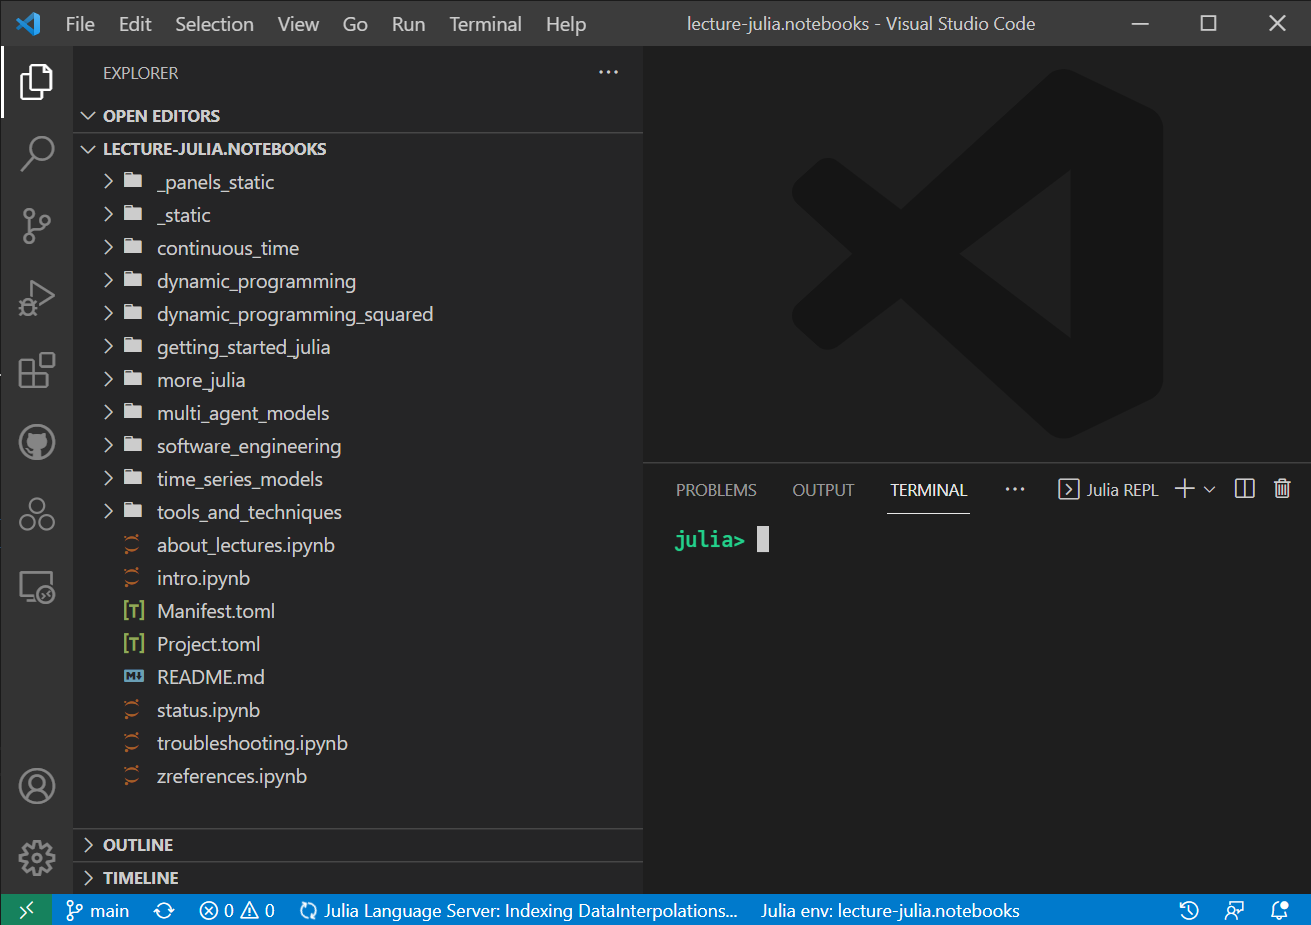 File Edit Selection View Go Run Terminal Help lecture-julia.notebooks - Visual Studio Code
EXPLORER
OPEN EDITORS
LECTURE-JULIA.NOTEBOOKS
_panels_static
_static
continuous_time
dynamic_programming
dynamic_programming_squared
getting_started_julia
more_julia
multi_agent_models
software_engineering
time_series_models
tools_and_techniques
about_lectures.ipynb
intro.ipynb
[T] Manifest.toml
[T] Project.toml
M↓ README.md
status.ipynb
troubleshooting.ipynb
zreferences.ipynb
OUTLINE
TIMELINE
PROBLEMS OUTPUT TERMINAL ··· Julia REPL
julia>
main 0 0 Julia Language Server: Indexing DataInterpolations... Julia env: lecture-julia.notebooks